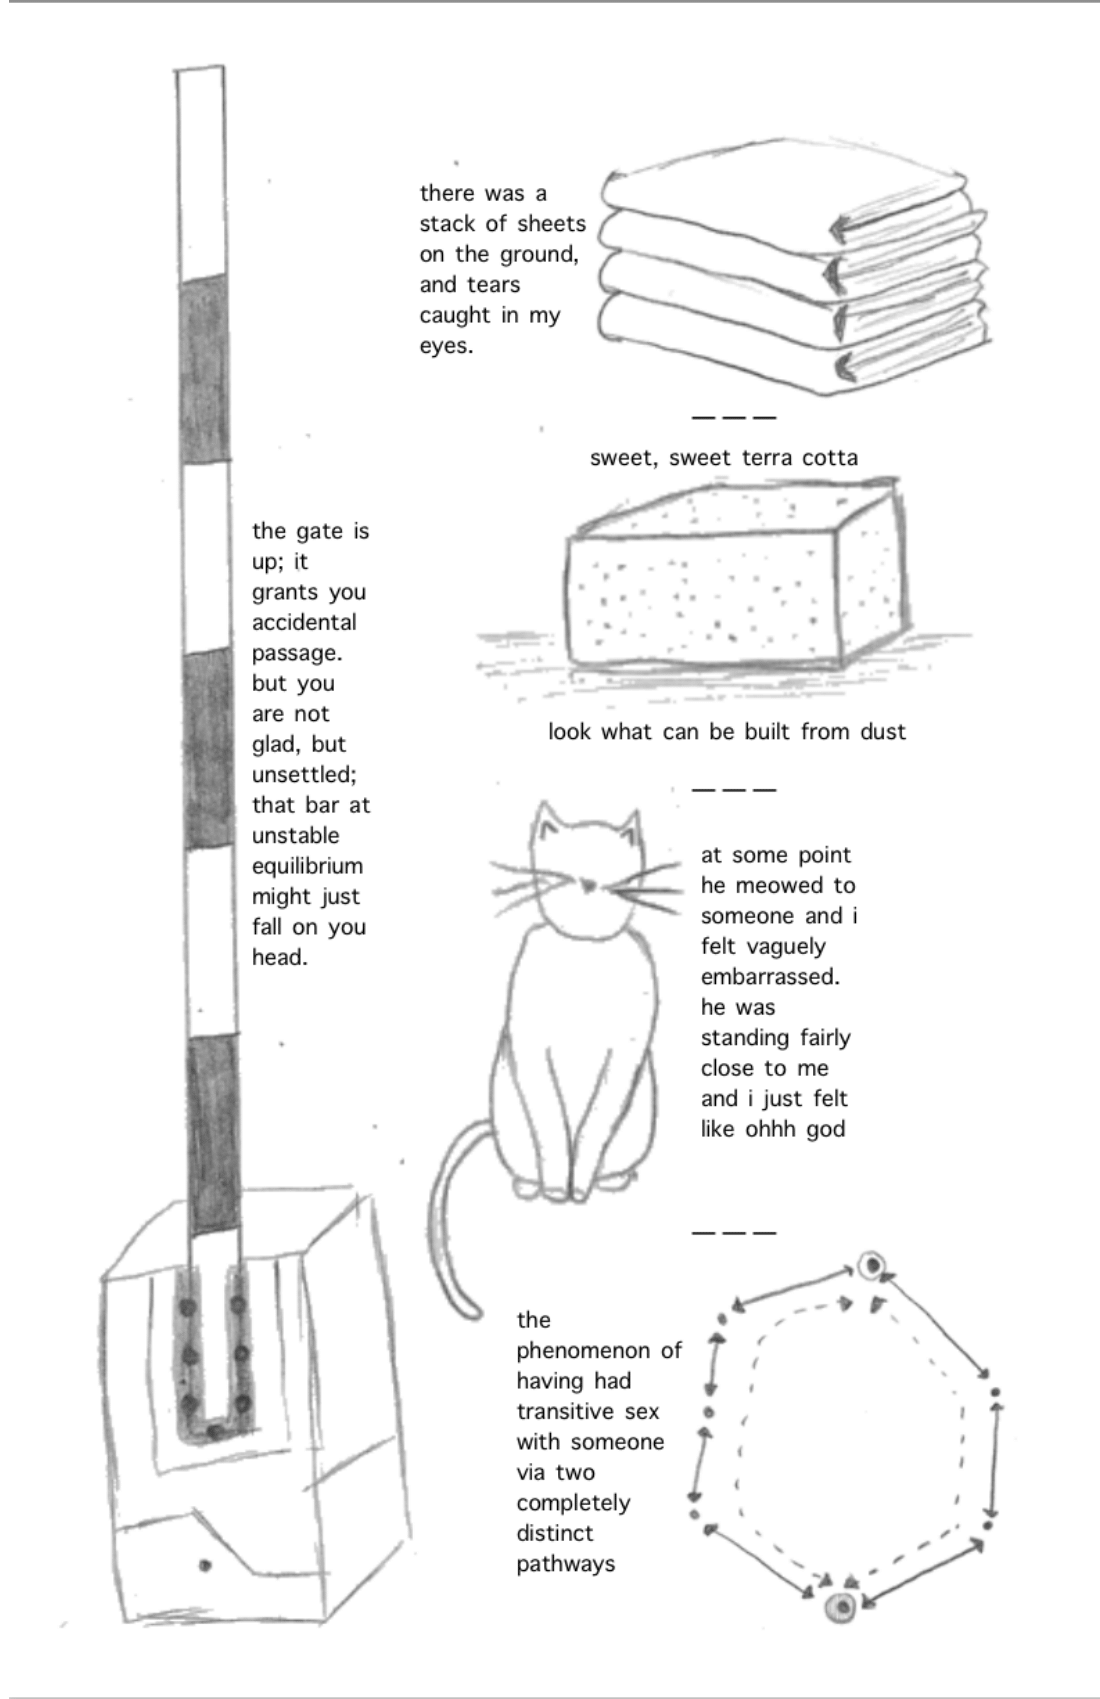 the gate is
up; it
grants you
accidental
passage.
but you
are not
glad, but
unsettled;
that bar at
unstable
equilibrium
might just
fall on you
head.
there was a
stack of sheets
on the ground,
and tears
caught in my
eyes.
sweet, sweet terra cotta
look what can be built from dust
at some point
he meowed to
someone and i
felt vaguely
embarrassed.
he was
standing fairly
close to me
and i just felt
like ohhh god
the
phenomenon of
having had
transitive sex
with someone
via two
completely
distinct
pathways